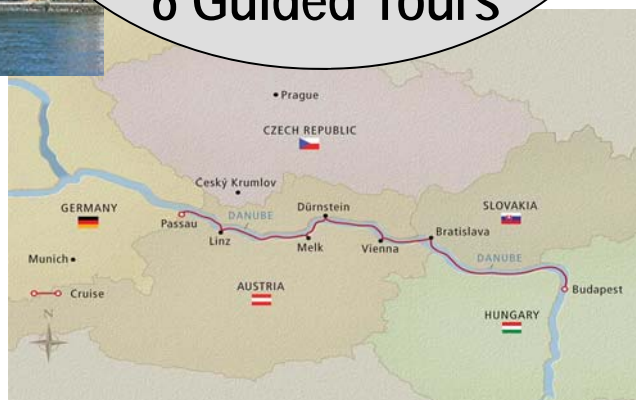 6 Guided Tours
Prague
CZECH REPUBLIC
Český Krumlov
GERMANY
Passau
DANUBE
Dürnstein
SLOVAKIA
Linz
Melk
Vienna
Bratislava
Munich
DANUBE
Cruise
AUSTRIA
Budapest
N
HUNGARY